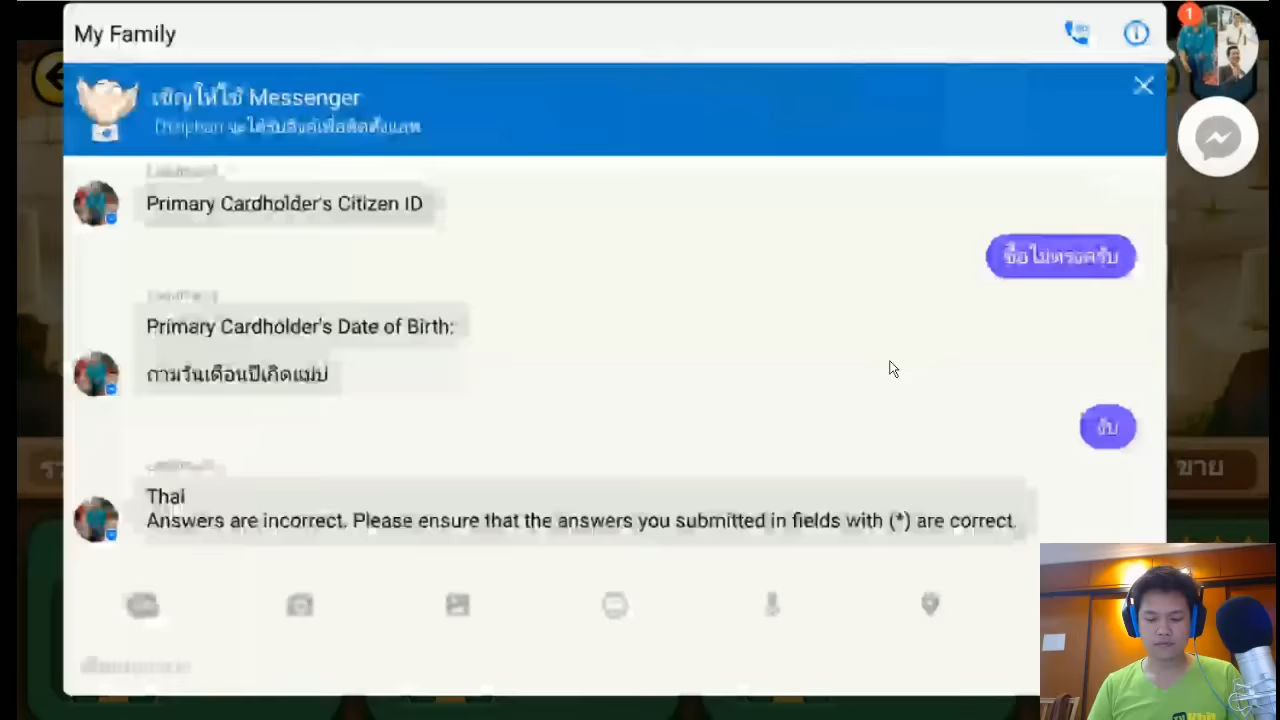 My Family
1
เชิญให้ใช้ Messenger
Primary Cardholder's Citizen ID
ชื่อไม่ตรงครับ
Primary Cardholder's Date of Birth:
ถามวันเดือนปีเกิดแม่ป
งับ
Thai
Answers are incorrect. Please ensure that the answers you submitted in fields with (*) are correct.
ขาย